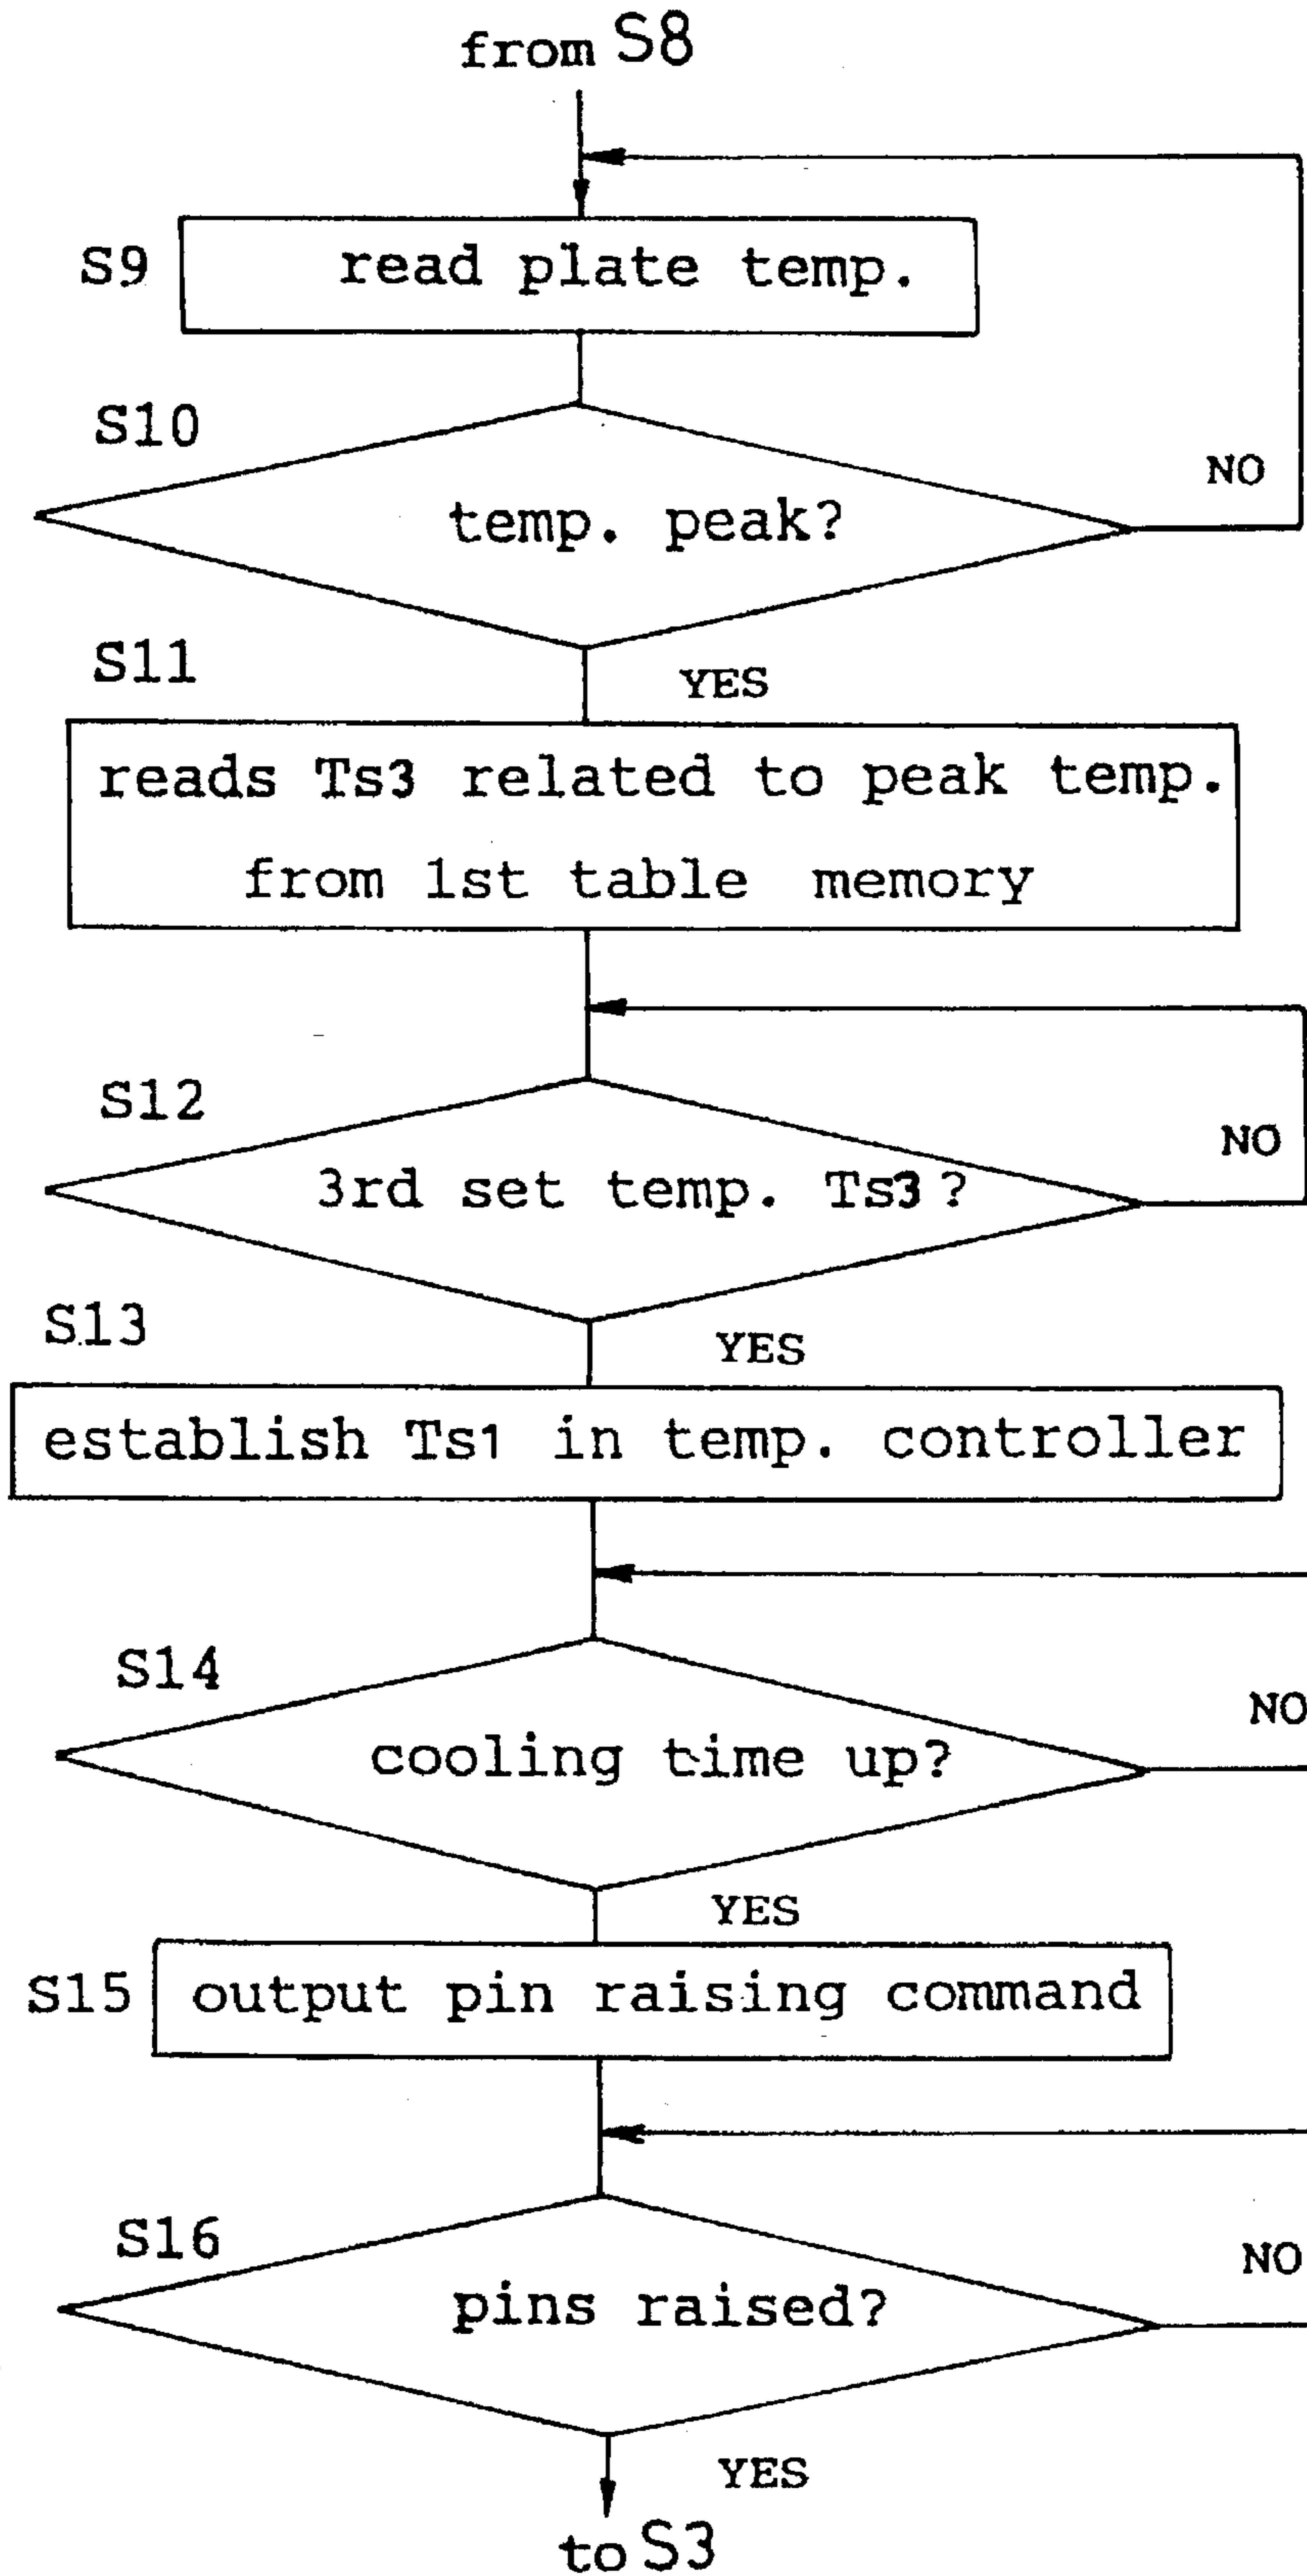 from S8
S9
read plate temp.
S10
NO
temp. peak?
S11
YES
reads Ts3 related to peak temp.
from 1st table memory
S12
NO
3rd set temp. Ts3?
S13
YES
establish Ts1 in temp. controller
S14
NO
cooling time up?
YES
S15
output pin raising command
S16
NO
pins raised?
YES
to S3